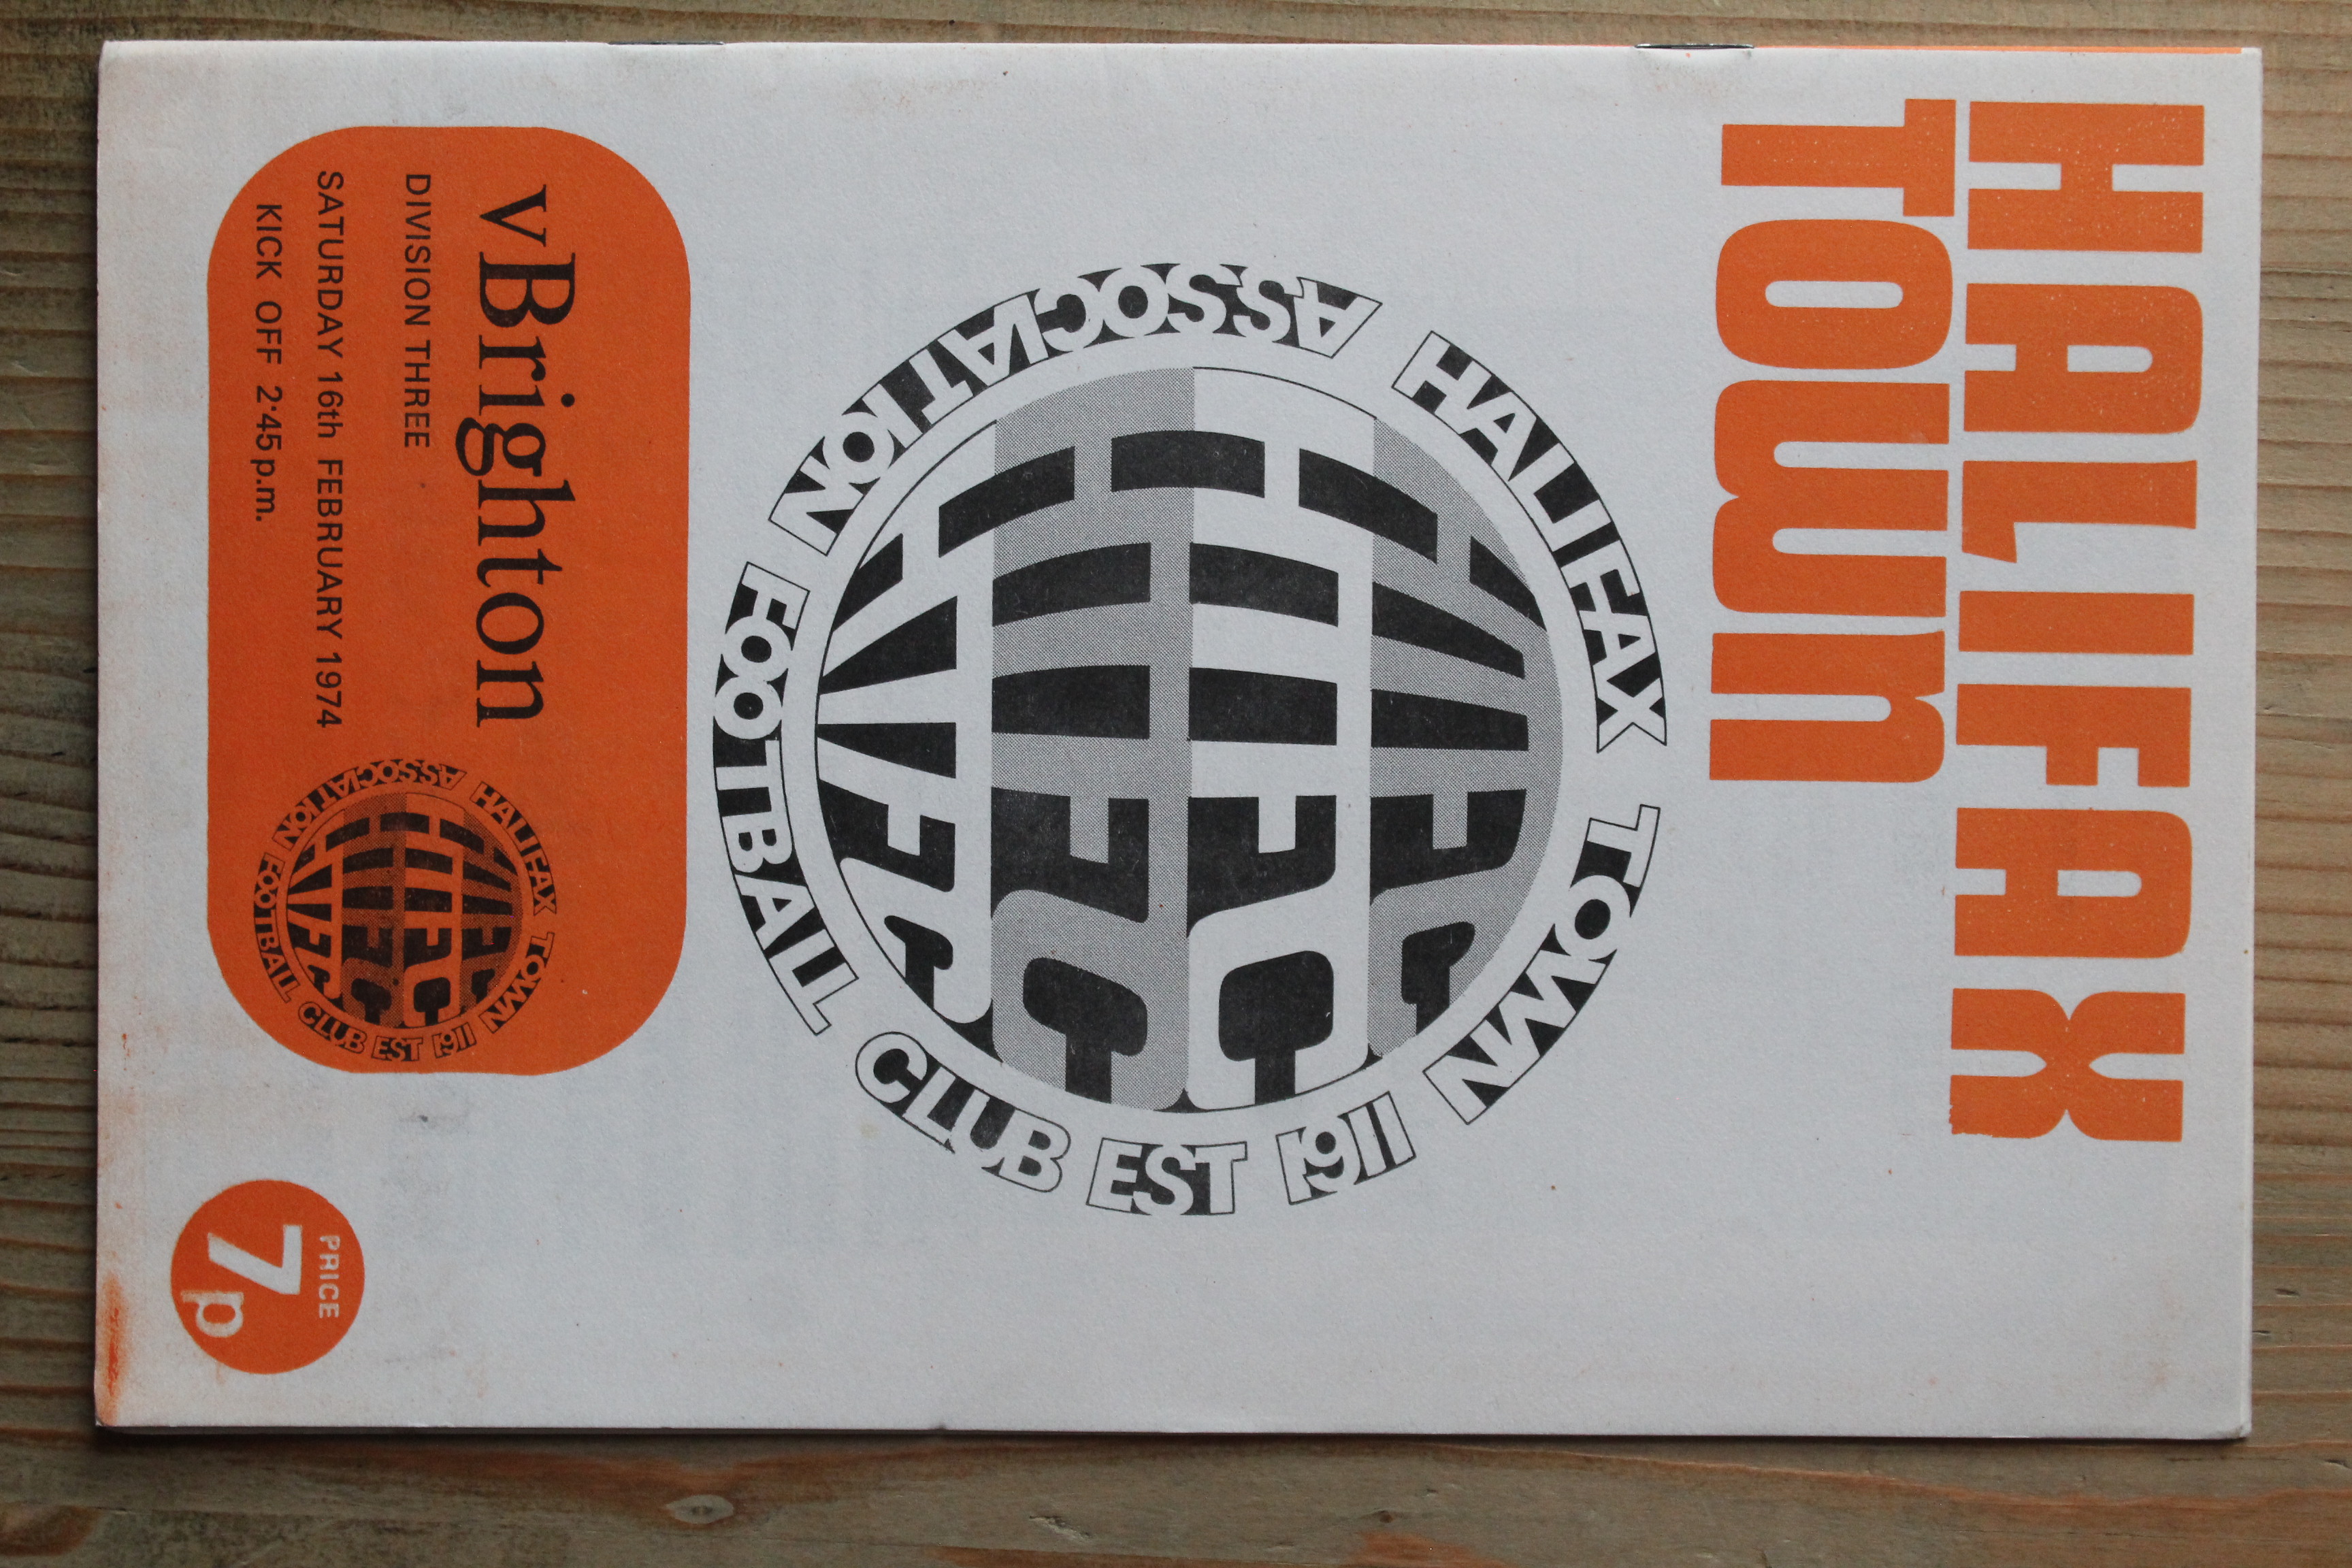 HALIFAX
TOWN
HALIFAX TOWN ASSOCIATION FOOTBALL CLUB EST 1911
vBrighton
DIVISION THREE
SATURDAY 16th FEBRUARY 1974
KICK OFF 2·45 p.m.
HALIFAX TOWN ASSOCIATION FOOTBALL CLUB EST 1911
PRICE
7p